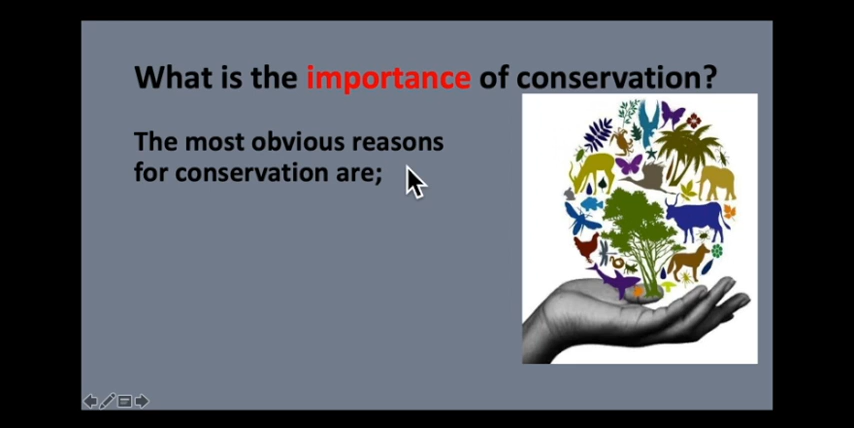 What is the importance of conservation?
The most obvious reasons
for conservation are;